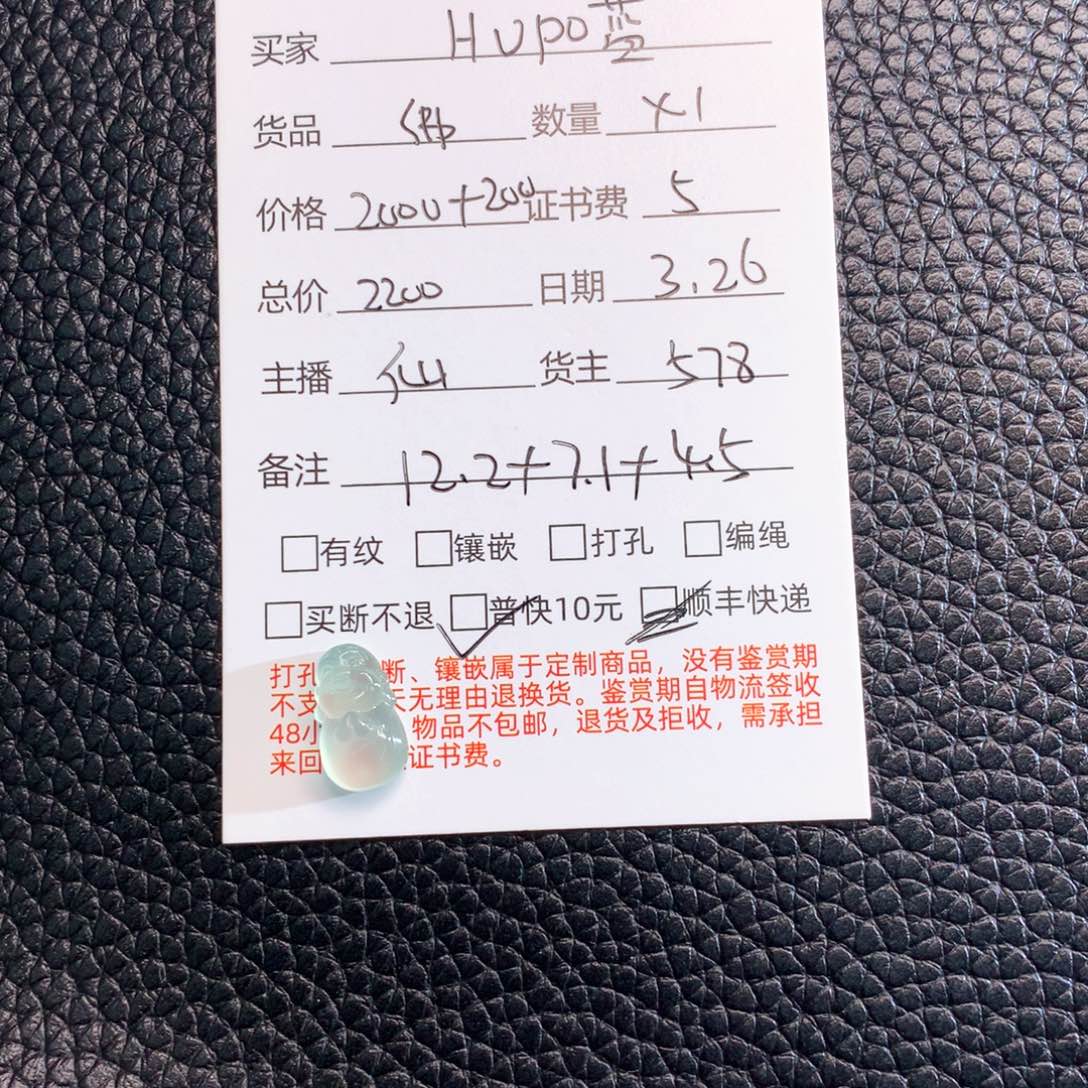 买家 Hupo蓝
货品 数量 ×1
价格 2000+200 证书费 5
总价 2200 日期 3.26
主播 仙 货主 578
备注 12.2+7.1+4.5
□有纹 □镶嵌 □打孔 □编绳
□买断不退 □普快10元 □顺丰快递
打孔 断、镶嵌属于定制商品，没有鉴赏期
不支 天无理由退换货。鉴赏期自物流签收
48小 物品不包邮，退货及拒收，需承担
来回 证书费。